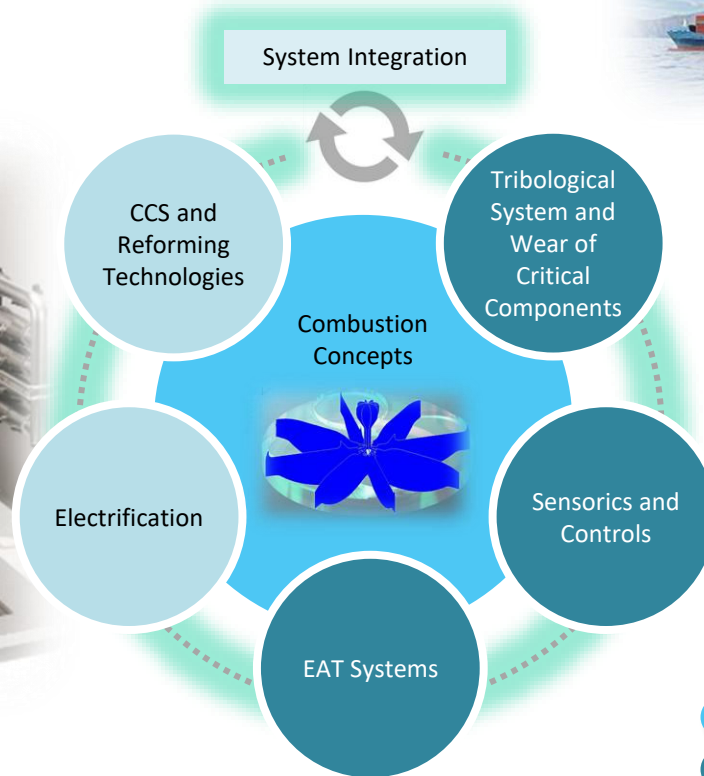 System Integration
CCS and
Reforming
Technologies
Tribological
System and
Wear of
Critical
Components
Combustion
Concepts
Electrification
Sensorics and
Controls
EAT Systems